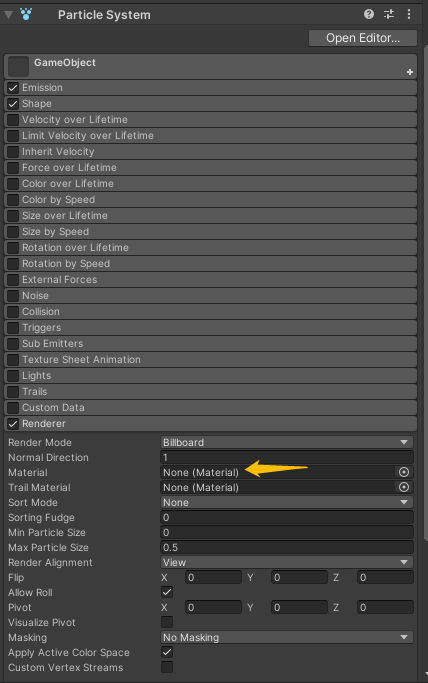 Particle System
Open Editor...
GameObject
Emission
Shape
Velocity over Lifetime
Limit Velocity over Lifetime
Inherit Velocity
Force over Lifetime
Color over Lifetime
Color by Speed
Size over Lifetime
Size by Speed
Rotation over Lifetime
Rotation by Speed
External Forces
Noise
Collision
Triggers
Sub Emitters
Texture Sheet Animation
Lights
Trails
Custom Data
Renderer
Render Mode Billboard
Normal Direction 1
Material None (Material)
Trail Material None (Material)
Sort Mode None
Sorting Fudge 0
Min Particle Size 0
Max Particle Size 0.5
Render Alignment View
Flip X 0 Y 0 Z 0
Allow Roll
Pivot X 0 Y 0 Z 0
Visualize Pivot
Masking No Masking
Apply Active Color Space
Custom Vertex Streams